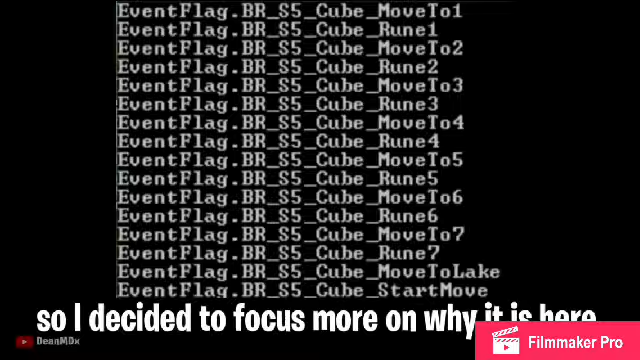 EventFlag.BR_S5_Cube_MoveTo1
EventFlag.BR_S5_Cube_Rune1
EventFlag.BR_S5_Cube_MoveTo2
EventFlag.BR_S5_Cube_Rune2
EventFlag.BR_S5_Cube_MoveTo3
EventFlag.BR_S5_Cube_Rune3
EventFlag.BR_S5_Cube_MoveTo4
EventFlag.BR_S5_Cube_Rune4
EventFlag.BR_S5_Cube_MoveTo5
EventFlag.BR_S5_Cube_Rune5
EventFlag.BR_S5_Cube_MoveTo6
EventFlag.BR_S5_Cube_Rune6
EventFlag.BR_S5_Cube_MoveTo7
EventFlag.BR_S5_Cube_Rune7
EventFlag.BR_S5_Cube_MoveToLake
EventFlag.BR_S5_Cube_StartMove
so I decided to focus more on why it is here
DeanMDx
Filmmaker Pro